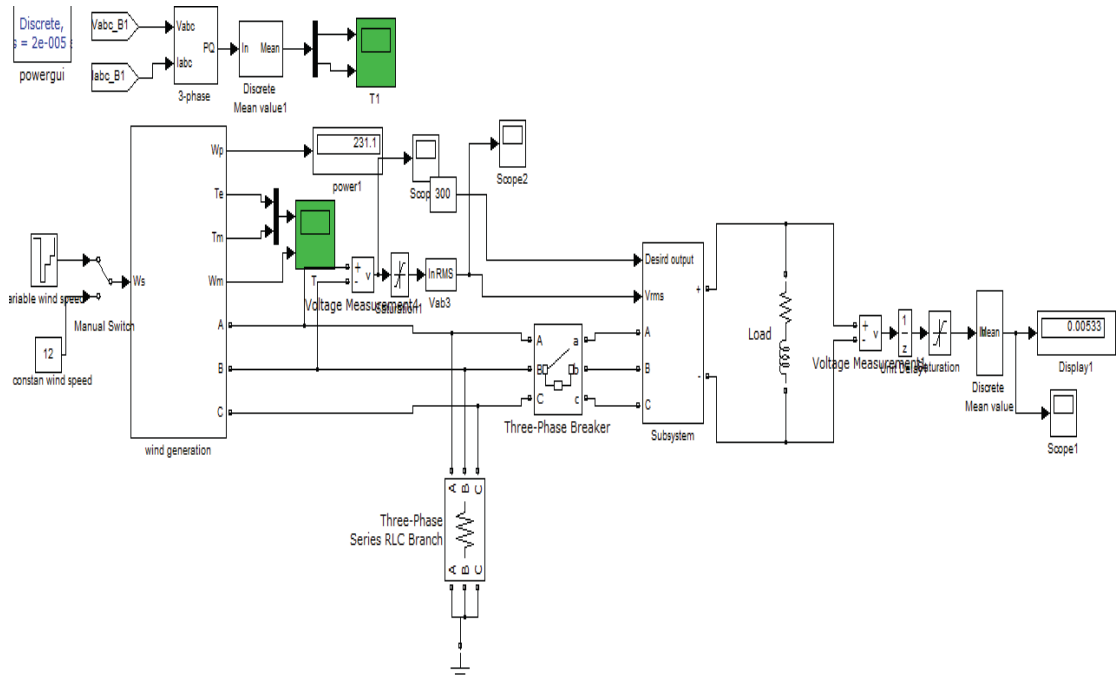 Discrete,
s = 2e-005 s
powergui
Vabc_B1
Iabc_B1
Vabc
Iabc
PQ
3-phase
In
Mean
Discrete
Mean value1
T1
Wp
Te
Tm
Wm
A
B
C
Ws
wind generation
231.1
power1
Scop
300
Scope2
T
+
-
v
Voltage Measurement4
Saturation1
In RMS
Vab3
ariable wind speed
Manual Switch
12
constan wind speed
A
B
C
a
b
c
Three-Phase Breaker
Desird output
Vrms
A
B
C
+
-
Subsystem
Load
+
-
v
Voltage Measurement1
1
z
Unit Delay1
Saturation
Mean
Discrete
Mean value
0.00533
Display1
Scope1
A B C
Three-Phase
Series RLC Branch
A B C